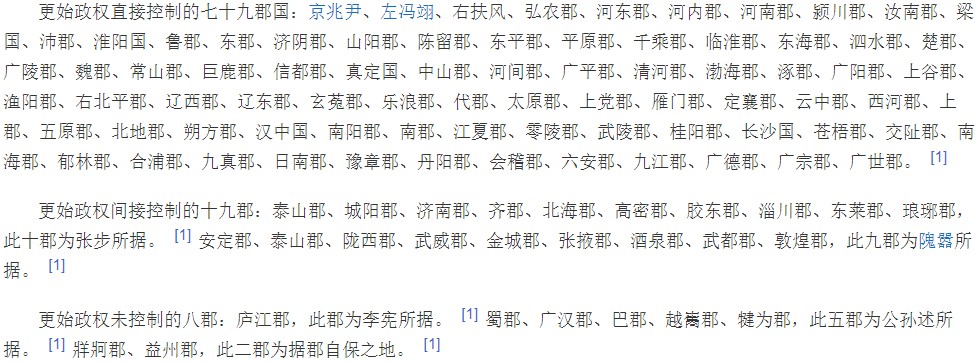 更始政权直接控制的七十九郡国：京兆尹、左冯翊、右扶风、弘农郡、河东郡、河内郡、河南郡、颍川郡、汝南郡、梁
国、沛郡、淮阳国、鲁郡、东郡、济阴郡、山阳郡、陈留郡、东平郡、平原郡、千乘郡、临淮郡、东海郡、泗水郡、楚郡、
广陵郡、魏郡、常山郡、巨鹿郡、信都郡、真定国、中山郡、河间郡、广平郡、清河郡、渤海郡、涿郡、广阳郡、上谷郡、
渔阳郡、右北平郡、辽西郡、辽东郡、玄菟郡、乐浪郡、代郡、太原郡、上党郡、雁门郡、定襄郡、云中郡、西河郡、上
郡、五原郡、北地郡、朔方郡、汉中国、南阳郡、南郡、江夏郡、零陵郡、武陵郡、桂阳郡、长沙国、苍梧郡、交阯郡、南
海郡、郁林郡、合浦郡、九真郡、日南郡、豫章郡、丹阳郡、会稽郡、六安郡、九江郡、广德郡、广宗郡、广世郡。 [1]
更始政权间接控制的十九郡：泰山郡、城阳郡、济南郡、齐郡、北海郡、高密郡、胶东郡、淄川郡、东莱郡、琅琊郡，
此十郡为张步所据。 [1] 安定郡、泰山郡、陇西郡、武威郡、金城郡、张掖郡、酒泉郡、武都郡、敦煌郡，此九郡为隗嚣所
据。 [1]
更始政权未控制的八郡：庐江郡，此郡为李宪所据。 [1] 蜀郡、广汉郡、巴郡、越巂郡、犍为郡，此五郡为公孙述所
据。 [1] 牂牁郡、益州郡，此二郡为据郡自保之地。 [1]